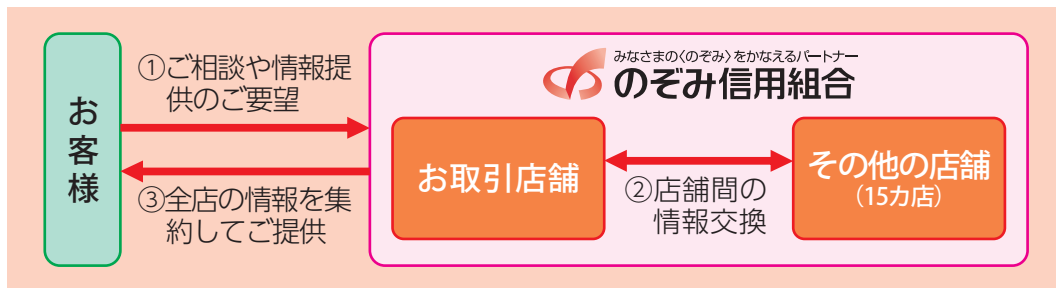 お客様
①ご相談や情報提
供のご要望
③全店の情報を集
約してご提供
みなさまの〈のぞみ〉をかなえるパートナー
のぞみ信用組合
お取引店舗
②店舗間の
情報交換
その他の店舗
(15カ店)